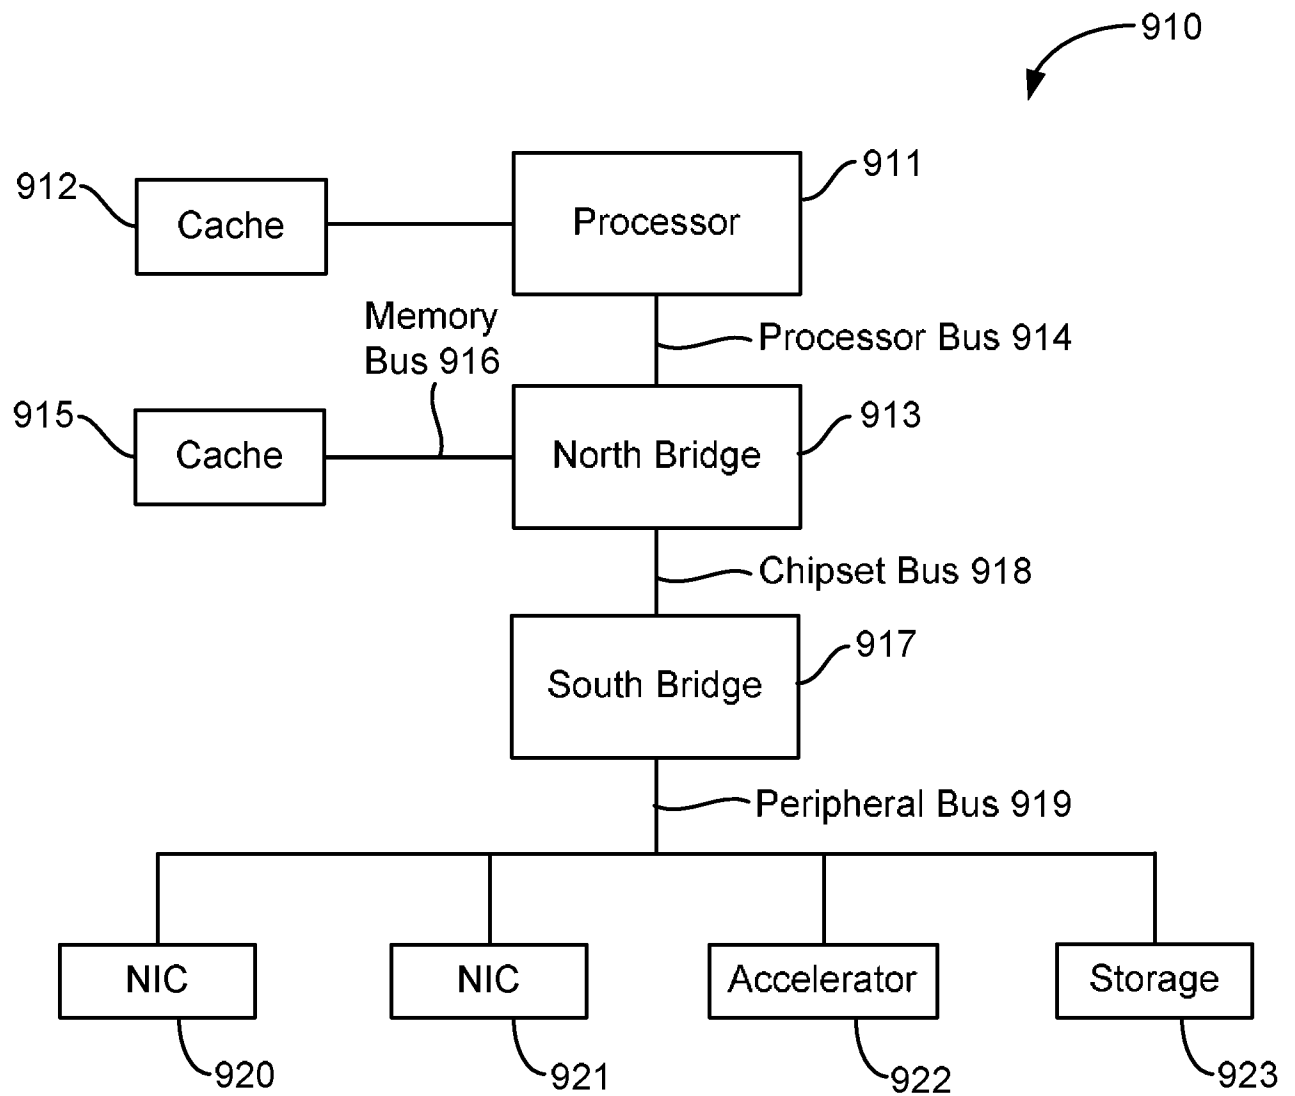 910
911
912
Cache
Processor
Memory
Bus 916
Processor Bus 914
915
913
Cache
North Bridge
Chipset Bus 918
917
South Bridge
Peripheral Bus 919
NIC
NIC
Accelerator
Storage
920
921
922
923